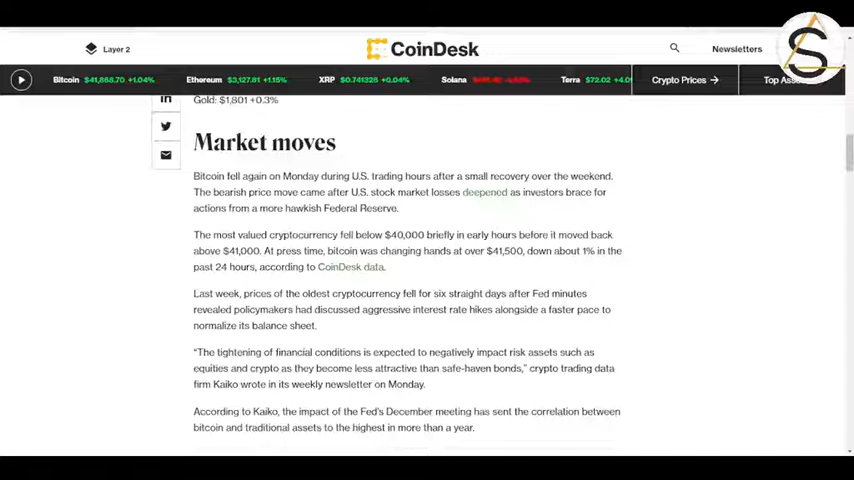 Layer 2
CoinDesk
Newsletters
S
Bitcoin $41,868.70 +1.04% Ethereum $3,127.81 +1.15% XRP $0.741326 +0.04% Solana Terra $72.02 Crypto Prices → Top
in
Gold: $1,801 +0.3%
Market moves
Bitcoin fell again on Monday during U.S. trading hours after a small recovery over the weekend.
The bearish price move came after U.S. stock market losses deepened as investors brace for
actions from a more hawkish Federal Reserve.
The most valued cryptocurrency fell below $40,000 briefly in early hours before it moved back
above $41,000. At press time, bitcoin was changing hands at over $41,500, down about 1% in the
past 24 hours, according to CoinDesk data.
Last week, prices of the oldest cryptocurrency fell for six straight days after Fed minutes
revealed policymakers had discussed aggressive interest rate hikes alongside a faster pace to
normalize its balance sheet.
“The tightening of financial conditions is expected to negatively impact risk assets such as
equities and crypto as they become less attractive than safe-haven bonds,” crypto trading data
firm Kaiko wrote in its weekly newsletter on Monday.
According to Kaiko, the impact of the Fed's December meeting has sent the correlation between
bitcoin and traditional assets to the highest in more than a year.